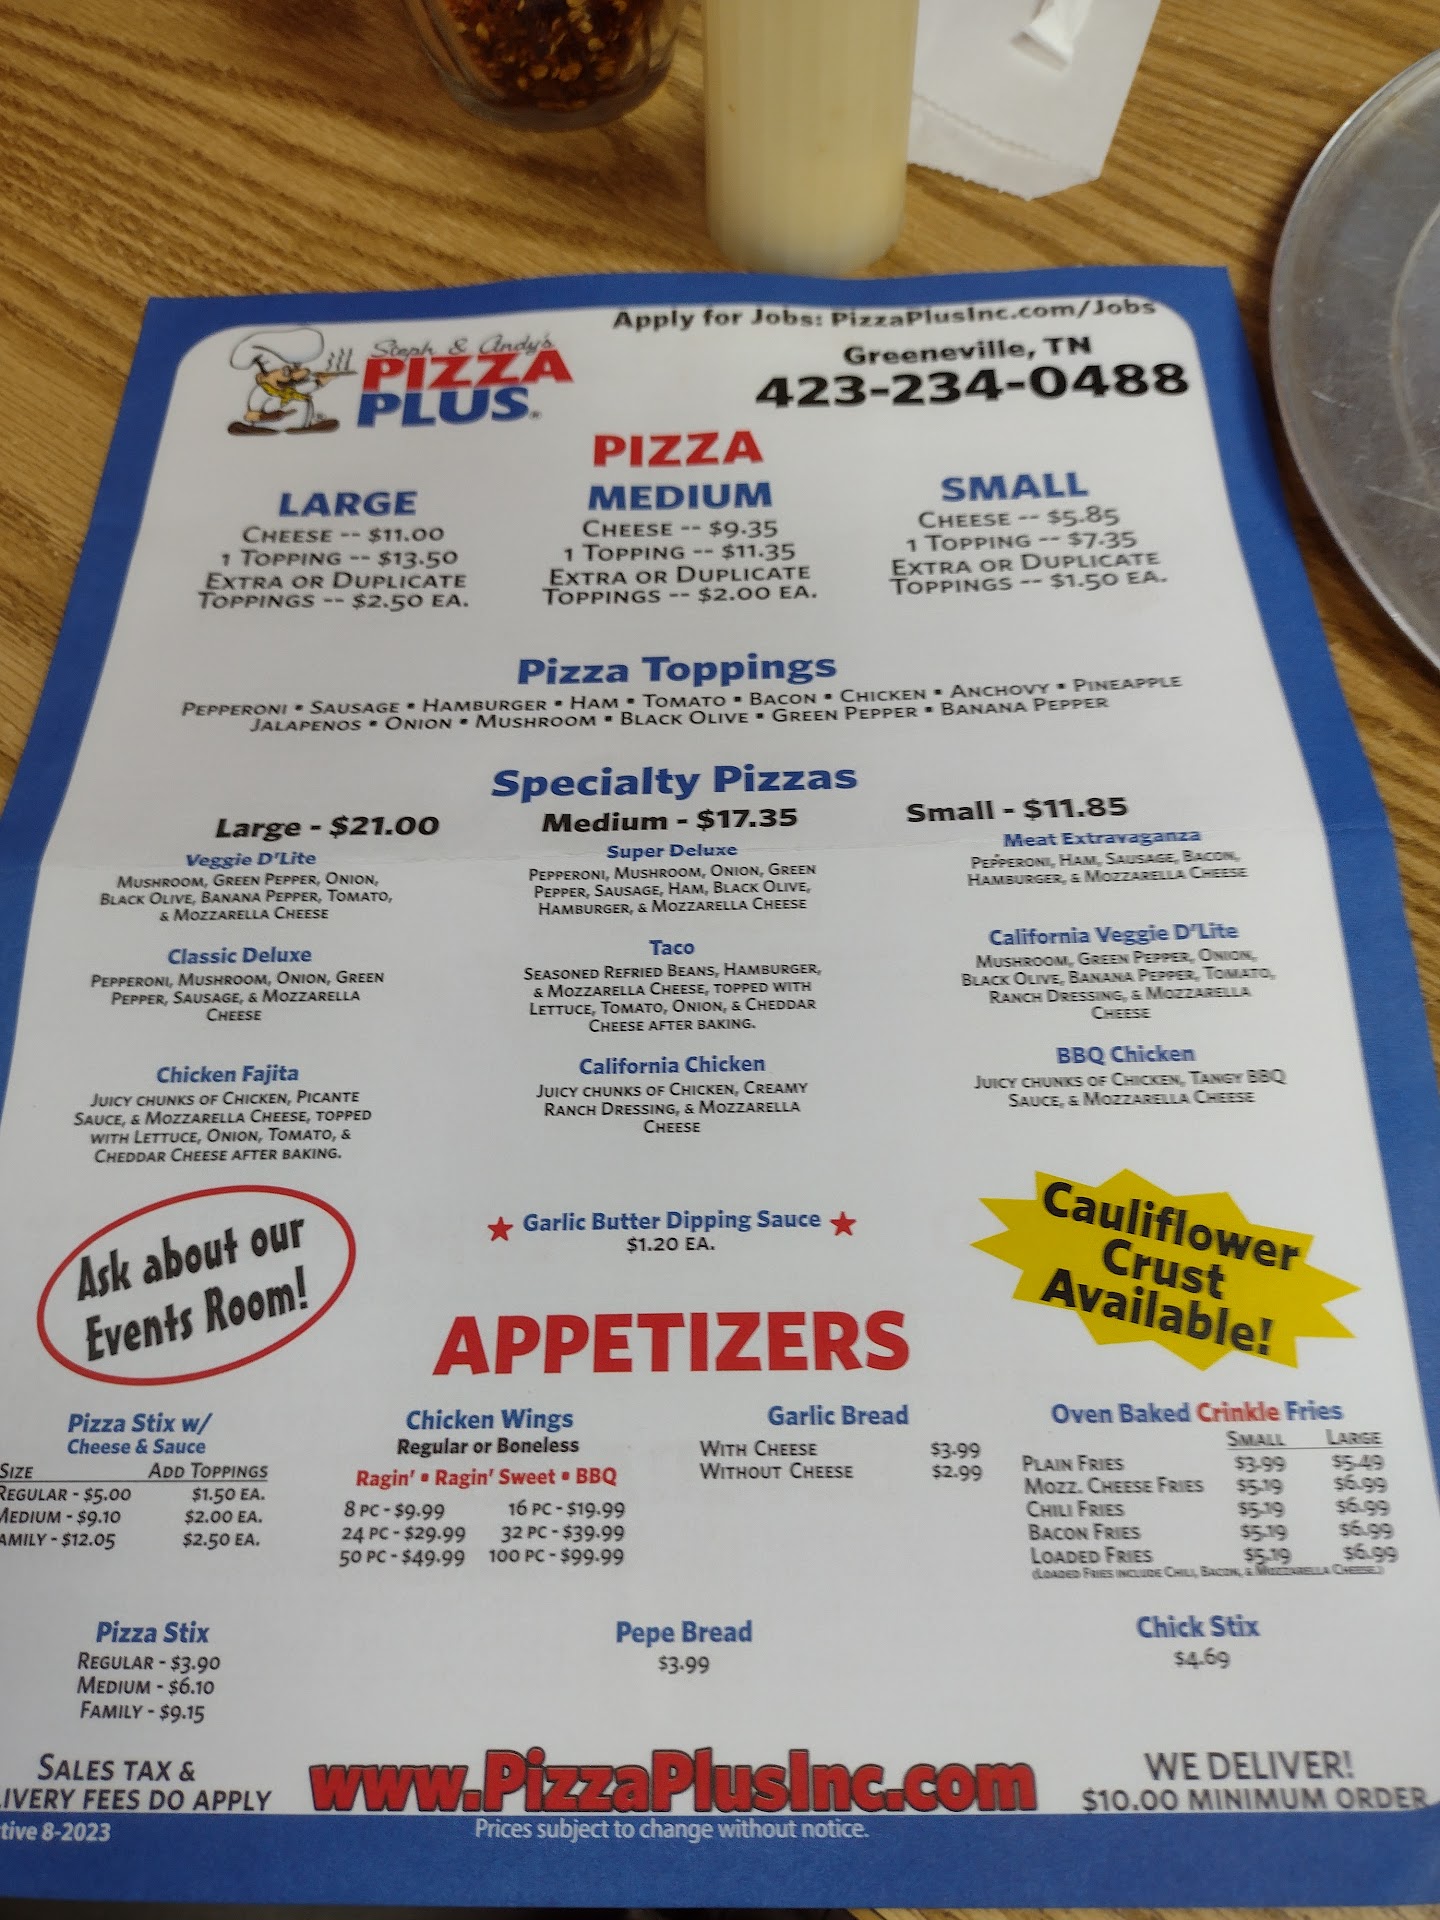 Apply for Jobs: PizzaPlusInc.com/Jobs
Steph & Andy's
PIZZA
PLUS®
Greeneville, TN
423-234-0488
PIZZA
LARGE
CHEESE -- $11.00
1 TOPPING -- $13.50
EXTRA OR DUPLICATE
TOPPINGS -- $2.50 EA.
MEDIUM
CHEESE -- $9.35
1 TOPPING -- $11.35
EXTRA OR DUPLICATE
TOPPINGS -- $2.00 EA.
SMALL
CHEESE -- $5.85
1 TOPPING -- $7.35
EXTRA OR DUPLICATE
TOPPINGS -- $1.50 EA.
Pizza Toppings
PEPPERONI • SAUSAGE • HAMBURGER • HAM • TOMATO • BACON • CHICKEN • ANCHOVY • PINEAPPLE
JALAPENOS • ONION • MUSHROOM • BLACK OLIVE • GREEN PEPPER • BANANA PEPPER
Specialty Pizzas
Large - $21.00 Medium - $17.35 Small - $11.85
Veggie D'Lite
MUSHROOM, GREEN PEPPER, ONION,
BLACK OLIVE, BANANA PEPPER, TOMATO,
& MOZZARELLA CHEESE
Super Deluxe
PEPPERONI, MUSHROOM, ONION, GREEN
PEPPER, SAUSAGE, HAM, BLACK OLIVE,
HAMBURGER, & MOZZARELLA CHEESE
Meat Extravaganza
PEPPERONI, HAM, SAUSAGE, BACON,
HAMBURGER, & MOZZARELLA CHEESE
Classic Deluxe
PEPPERONI, MUSHROOM, ONION, GREEN
PEPPER, SAUSAGE, & MOZZARELLA
CHEESE
Taco
SEASONED REFRIED BEANS, HAMBURGER,
& MOZZARELLA CHEESE, TOPPED WITH
LETTUCE, TOMATO, ONION, & CHEDDAR
CHEESE AFTER BAKING.
California Veggie D'Lite
MUSHROOM, GREEN PEPPER, ONION,
BLACK OLIVE, BANANA PEPPER, TOMATO,
RANCH DRESSING, & MOZZARELLA
CHEESE
Chicken Fajita
JUICY CHUNKS OF CHICKEN, PICANTE
SAUCE, & MOZZARELLA CHEESE, TOPPED
WITH LETTUCE, ONION, TOMATO, &
CHEDDAR CHEESE AFTER BAKING.
California Chicken
JUICY CHUNKS OF CHICKEN, CREAMY
RANCH DRESSING, & MOZZARELLA
CHEESE
BBQ Chicken
JUICY CHUNKS OF CHICKEN, TANGY BBQ
SAUCE, & MOZZARELLA CHEESE
Ask about our
Events Room!
★ Garlic Butter Dipping Sauce ★
$1.20 EA.
Cauliflower
Crust
Available!
APPETIZERS
Pizza Stix w/
Cheese & Sauce
SIZE ADD TOPPINGS
REGULAR - $5.00 $1.50 EA.
MEDIUM - $9.10 $2.00 EA.
AMILY - $12.05 $2.50 EA.
Chicken Wings
Regular or Boneless
Ragin' • Ragin' Sweet • BBQ
8 PC - $9.99 16 PC - $19.99
24 PC - $29.99 32 PC - $39.99
50 PC - $49.99 100 PC - $99.99
Garlic Bread
WITH CHEESE $3.99
WITHOUT CHEESE $2.99
Oven Baked Crinkle Fries
SMALL LARGE
PLAIN FRIES $3.99 $5.49
MOZZ. CHEESE FRIES $5.19 $6.99
CHILI FRIES $5.19 $6.99
BACON FRIES $5.19 $6.99
LOADED FRIES $5.19 $6.99
(LOADED FRIES INCLUDE CHILI, BACON, & MOZZARELLA CHEESE.)
Pizza Stix
REGULAR - $3.90
MEDIUM - $6.10
FAMILY - $9.15
Pepe Bread
$3.99
Chick Stix
$4.69
SALES TAX &
IVERY FEES DO APPLY
www.PizzaPlusInc.com
WE DELIVER!
$10.00 MINIMUM ORDER
tive 8-2023
Prices subject to change without notice.